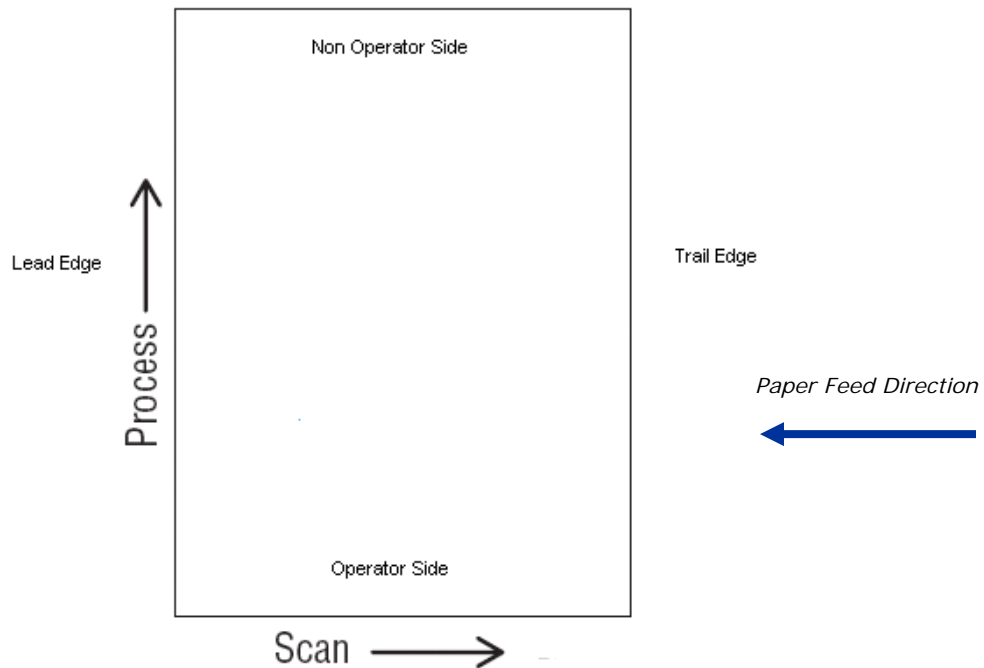 Non Operator Side
Lead Edge
Process
Trail Edge
Paper Feed Direction
Operator Side
Scan